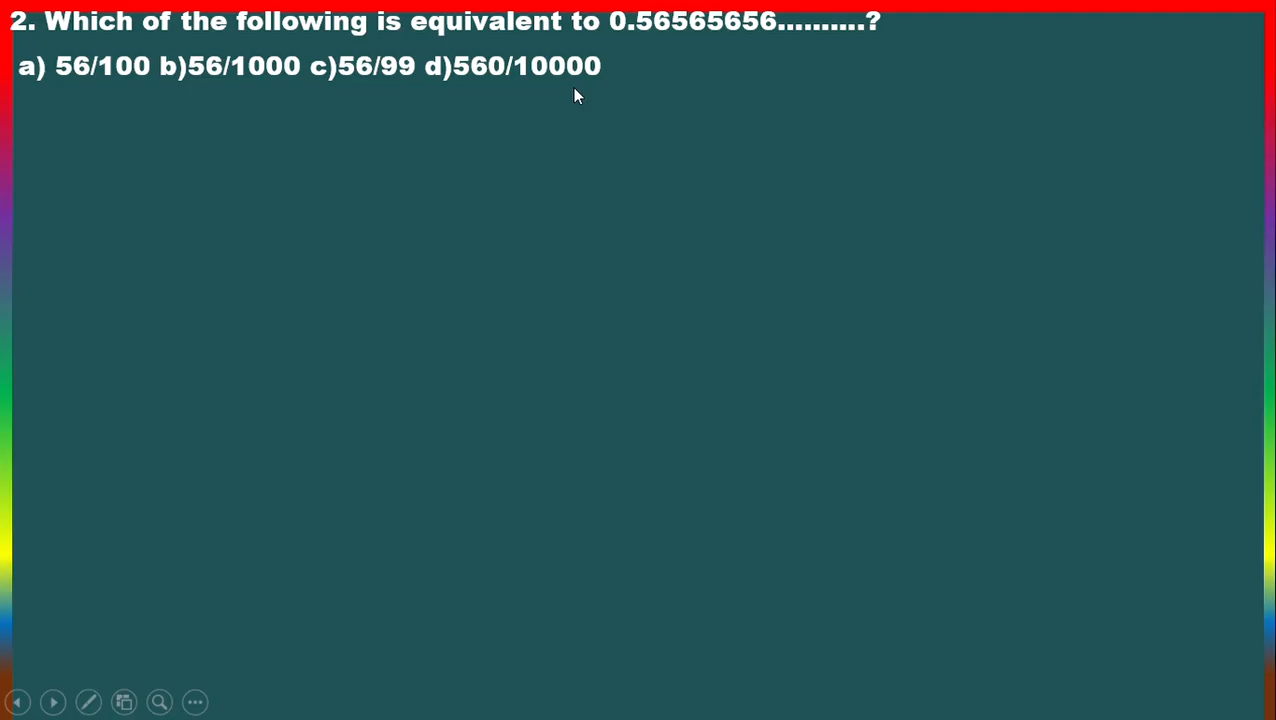 2. Which of the following is equivalent to 0.56565656..........?
a) 56/100 b)56/1000 c)56/99 d)560/10000